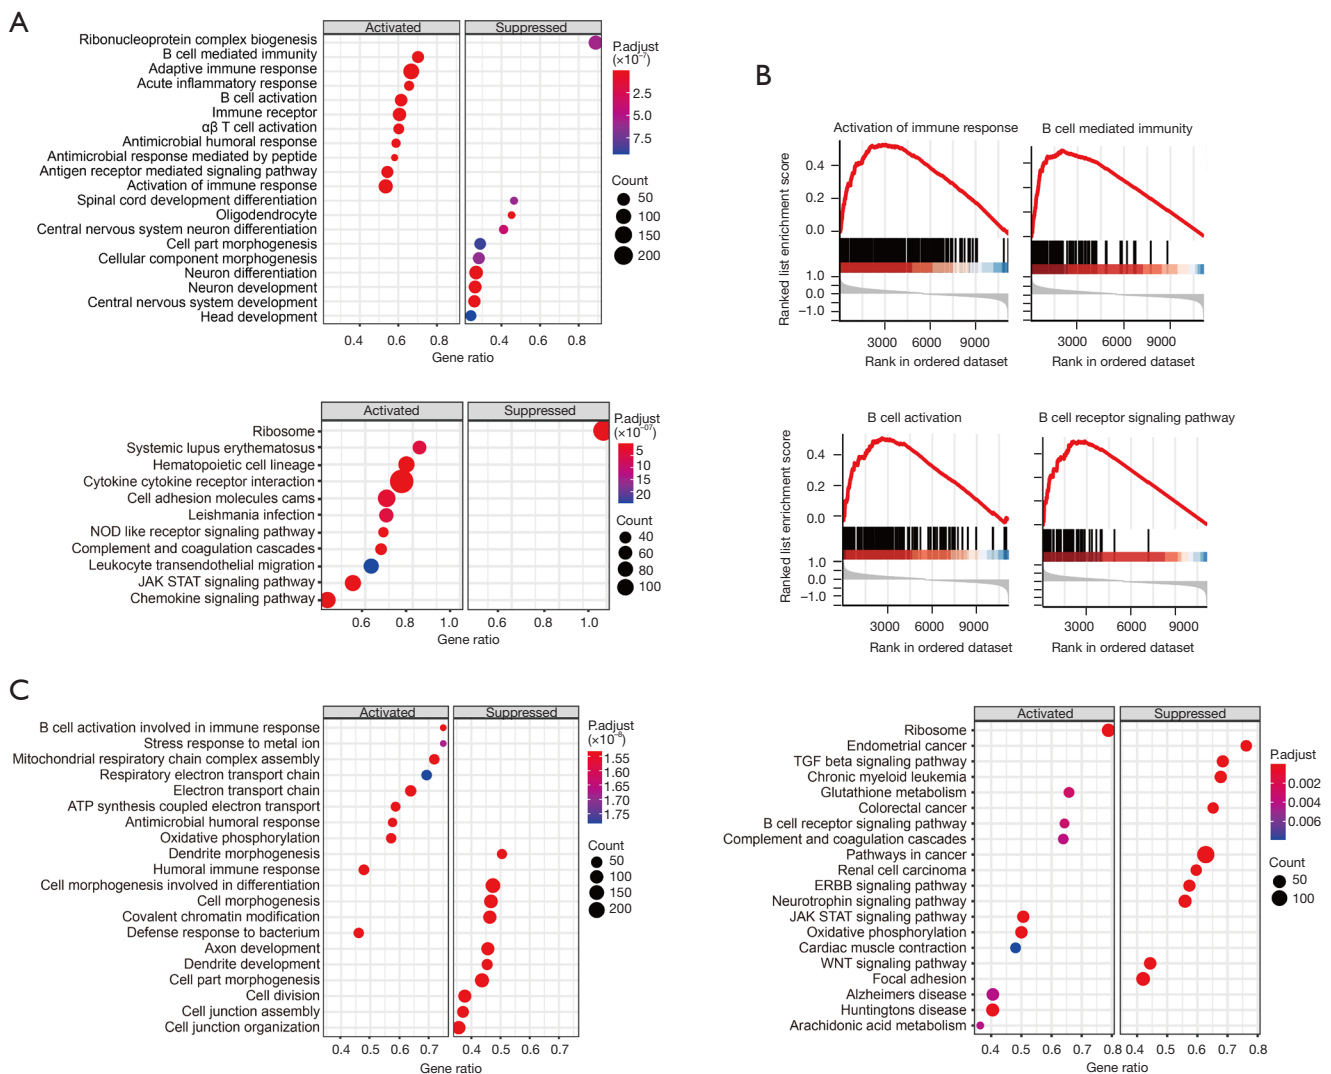 A
Activated
Suppressed
Ribonucleoprotein complex biogenesis
B cell mediated immunity
Adaptive immune response
Acute inflammatory response
B cell activation
Immune receptor
αβ T cell activation
Antimicrobial humoral response
Antimicrobial response mediated by peptide
Antigen receptor mediated signaling pathway
Activation of immune response
Spinal cord development differentiation
Oligodendrocyte
Central nervous system neuron differentiation
Cell part morphogenesis
Cellular component morphogenesis
Neuron differentiation
Neuron development
Central nervous system development
Head development
0.4 0.6 0.8
0.4 0.6 0.8
Gene ratio
P.adjust
(×10⁻⁷)
2.5
5.0
7.5
Count
50
100
150
200
Activated
Suppressed
Ribosome
Systemic lupus erythematosus
Hematopoietic cell lineage
Cytokine cytokine receptor interaction
Cell adhesion molecules cams
Leishmania infection
NOD like receptor signaling pathway
Complement and coagulation cascades
Leukocyte transendothelial migration
JAK STAT signaling pathway
Chemokine signaling pathway
0.6 0.8 1.0
0.6 0.8 1.0
Gene ratio
P.adjust
(×10⁻⁰⁷)
5
10
15
20
Count
40
60
80
100
B
Activation of immune response
B cell mediated immunity
Ranked list enrichment score
0.4
0.2
0.0
1.0
0.0
−1.0
3000 6000 9000
3000 6000 9000
Rank in ordered dataset
Rank in ordered dataset
B cell activation
B cell receptor signaling pathway
Ranked list enrichment score
0.4
0.2
0.0
1.0
0.0
−1.0
3000 6000 9000
3000 6000 9000
Rank in ordered dataset
Rank in ordered dataset
C
Activated
Suppressed
B cell activation involved in immune response
Stress response to metal ion
Mitochondrial respiratory chain complex assembly
Respiratory electron transport chain
Electron transport chain
ATP synthesis coupled electron transport
Antimicrobial humoral response
Oxidative phosphorylation
Dendrite morphogenesis
Humoral immune response
Cell morphogenesis involved in differentiation
Cell morphogenesis
Covalent chromatin modification
Defense response to bacterium
Axon development
Dendrite development
Cell part morphogenesis
Cell division
Cell junction assembly
Cell junction organization
0.4 0.5 0.6 0.7
0.4 0.5 0.6 0.7
Gene ratio
P.adjust
(×10⁻⁸)
1.55
1.60
1.65
1.70
1.75
Count
50
100
150
200
Activated
Suppressed
Ribosome
Endometrial cancer
TGF beta signaling pathway
Chronic myeloid leukemia
Glutathione metabolism
Colorectal cancer
B cell receptor signaling pathway
Complement and coagulation cascades
Pathways in cancer
Renal cell carcinoma
ERBB signaling pathway
Neurotrophin signaling pathway
JAK STAT signaling pathway
Oxidative phosphorylation
Cardiac muscle contraction
WNT signaling pathway
Focal adhesion
Alzheimers disease
Huntingtons disease
Arachidonic acid metabolism
0.4 0.5 0.6 0.7 0.8
0.4 0.5 0.6 0.7 0.8
Gene ratio
P.adjust
0.002
0.004
0.006
Count
50
100